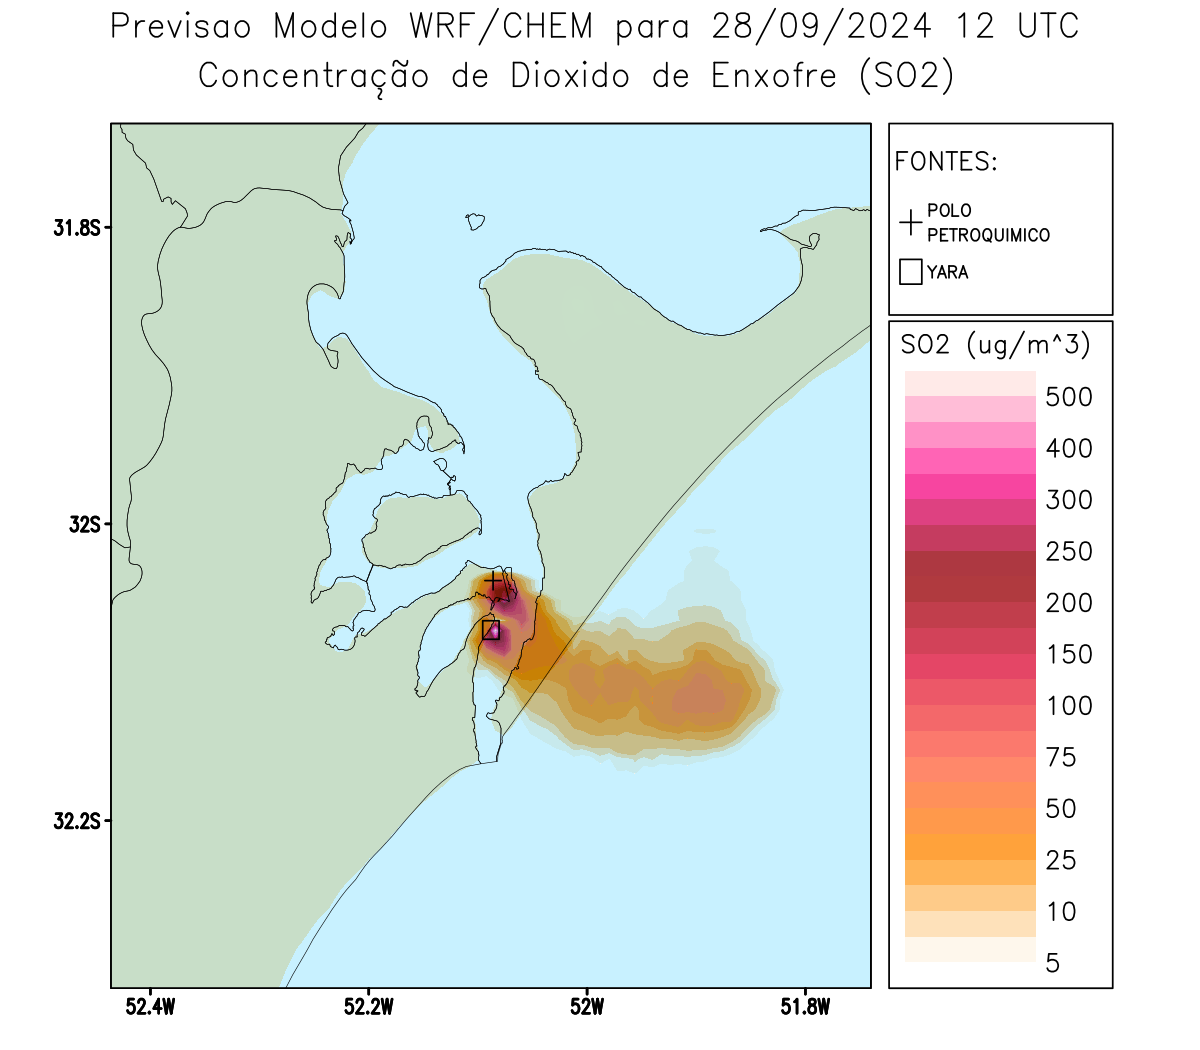 Previsao Modelo WRF/CHEM para 28/09/2024 12 UTC
Concentração de Dioxido de Enxofre (SO2)
FONTES:
POLO
PETROQUIMICO
YARA
31.8S
32S
32.2S
52.4W
52.2W
52W
51.8W
SO2 (ug/m^3)
500
400
300
250
200
150
100
75
50
25
10
5